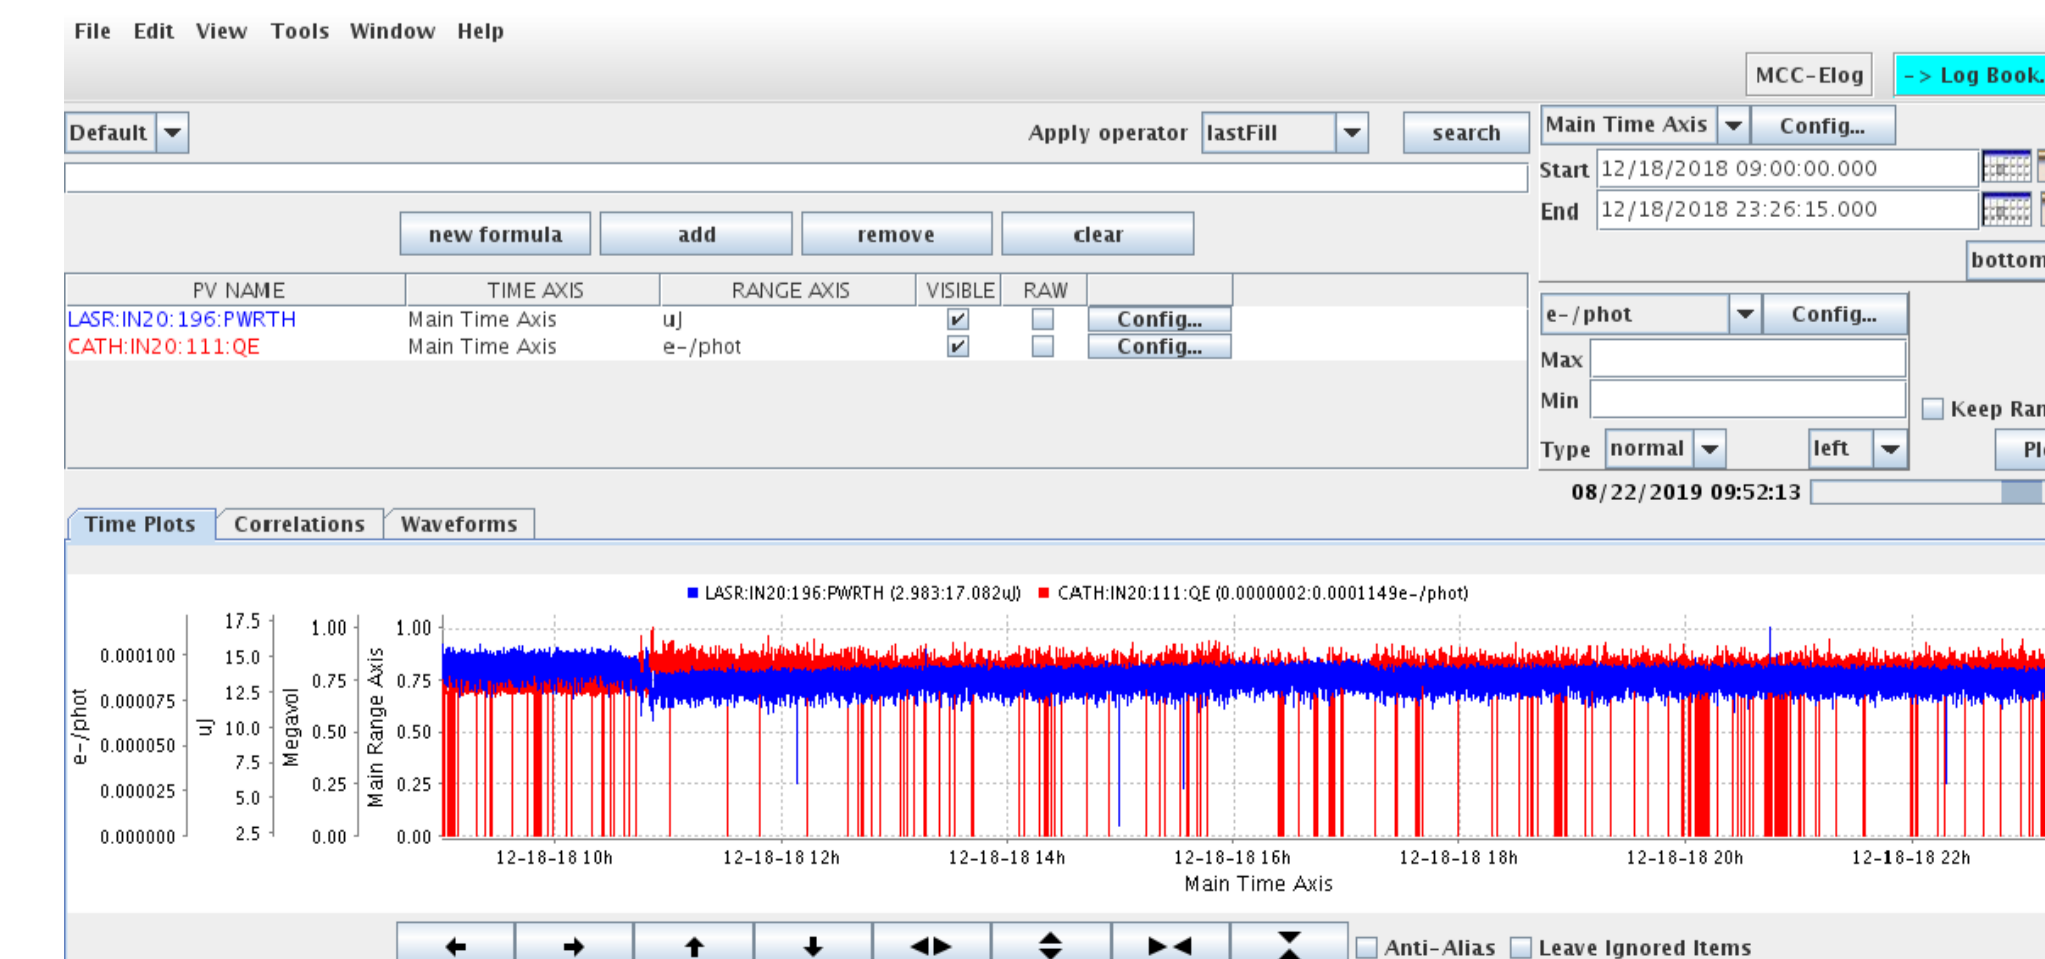 File Edit View Tools Window Help
MCC-Elog -> Log Book.
Default Apply operator lastFill search
Main Time Axis Config...
Start 12/18/2018 09:00:00.000
End 12/18/2018 23:26:15.000
new formula add remove clear
bottom
PV NAME TIME AXIS RANGE AXIS VISIBLE RAW
LASR:IN20:196:PWRTH Main Time Axis uJ Config...
CATH:IN20:111:QE Main Time Axis e-/phot Config...
e-/phot Config...
Max
Min
Keep Ran
Type normal left Pl
08/22/2019 09:52:13
Time Plots Correlations Waveforms
LASR:IN20:196:PWRTH (2.983:17.082uJ) CATH:IN20:111:QE (0.0000002:0.0001149e-/phot)
e-/phot
0.000100
0.000075
0.000050
0.000025
0.000000
uJ
17.5
15.0
12.5
10.0
7.5
5.0
2.5
Megavol
1.00
0.75
0.50
0.25
0.00
Main Range Axis
1.00
0.75
0.50
0.25
0.00
12-18-18 10h 12-18-18 12h 12-18-18 14h 12-18-18 16h 12-18-18 18h 12-18-18 20h 12-18-18 22h
Main Time Axis
Anti-Alias Leave Ignored Items